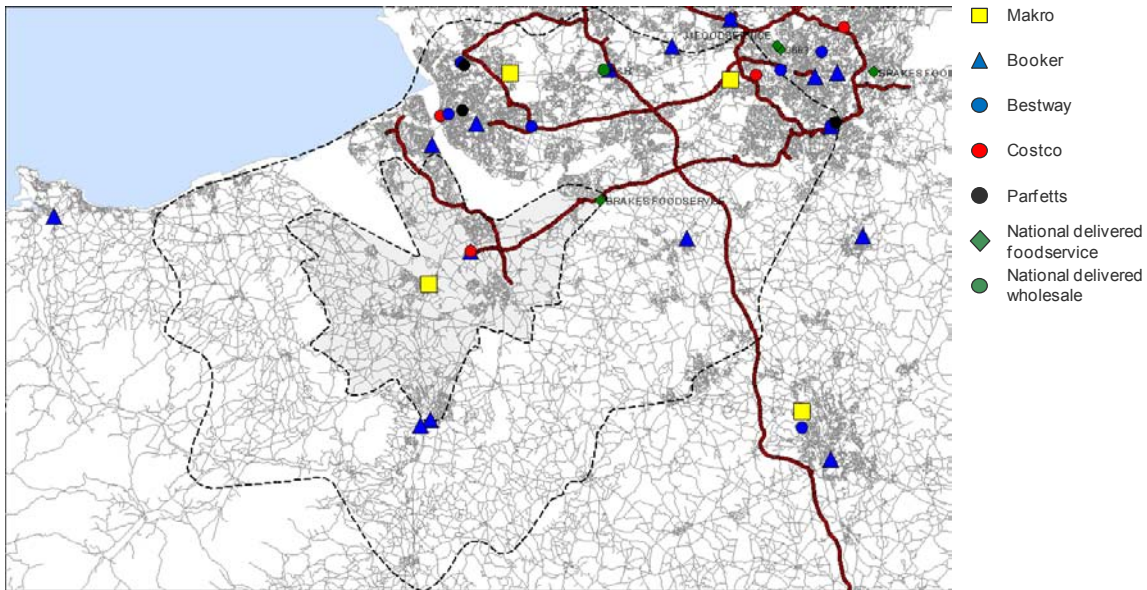 Makro
Booker
Bestway
Costco
Parfetts
National delivered
foodservice
National delivered
wholesale
BRAKES FOODSERVICE